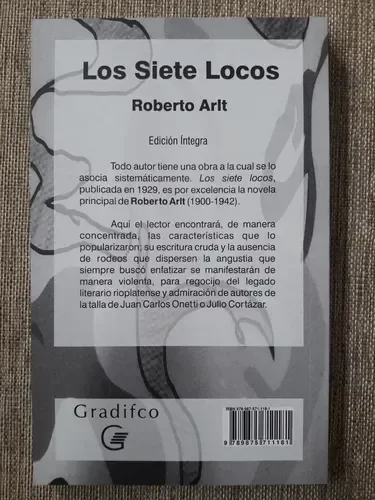 Los Siete Locos
Roberto Arlt
Edición Íntegra
Todo autor tiene una obra a la cual se lo
asocia sistemáticamente. Los siete locos,
publicada en 1929, es por excelencia la novela
principal de Roberto Arlt (1900-1942).
Aquí el lector encontrará, de manera
concentrada, las características que lo
popularizaron; su escritura cruda y la ausencia
de rodeos que dispersen la angustia que
siempre buscó enfatizar se manifestarán de
manera violenta, para regocijo del legado
literario rioplatense y admiración de autores de
la talla de Juan Carlos Onetti o Julio Cortázar.
Gradifco
G